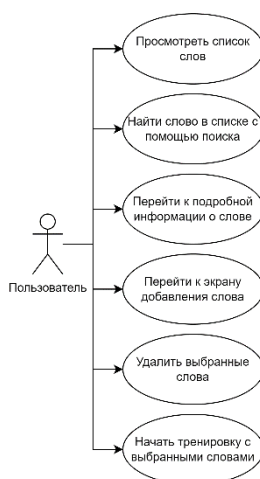 Просмотреть список
слов
Найти слово в списке с
помощью поиска
Перейти к подробной
информации о слове
Пользователь
Перейти к экрану
добавления слова
Удалить выбранные
слова
Начать тренировку с
выбранными словами